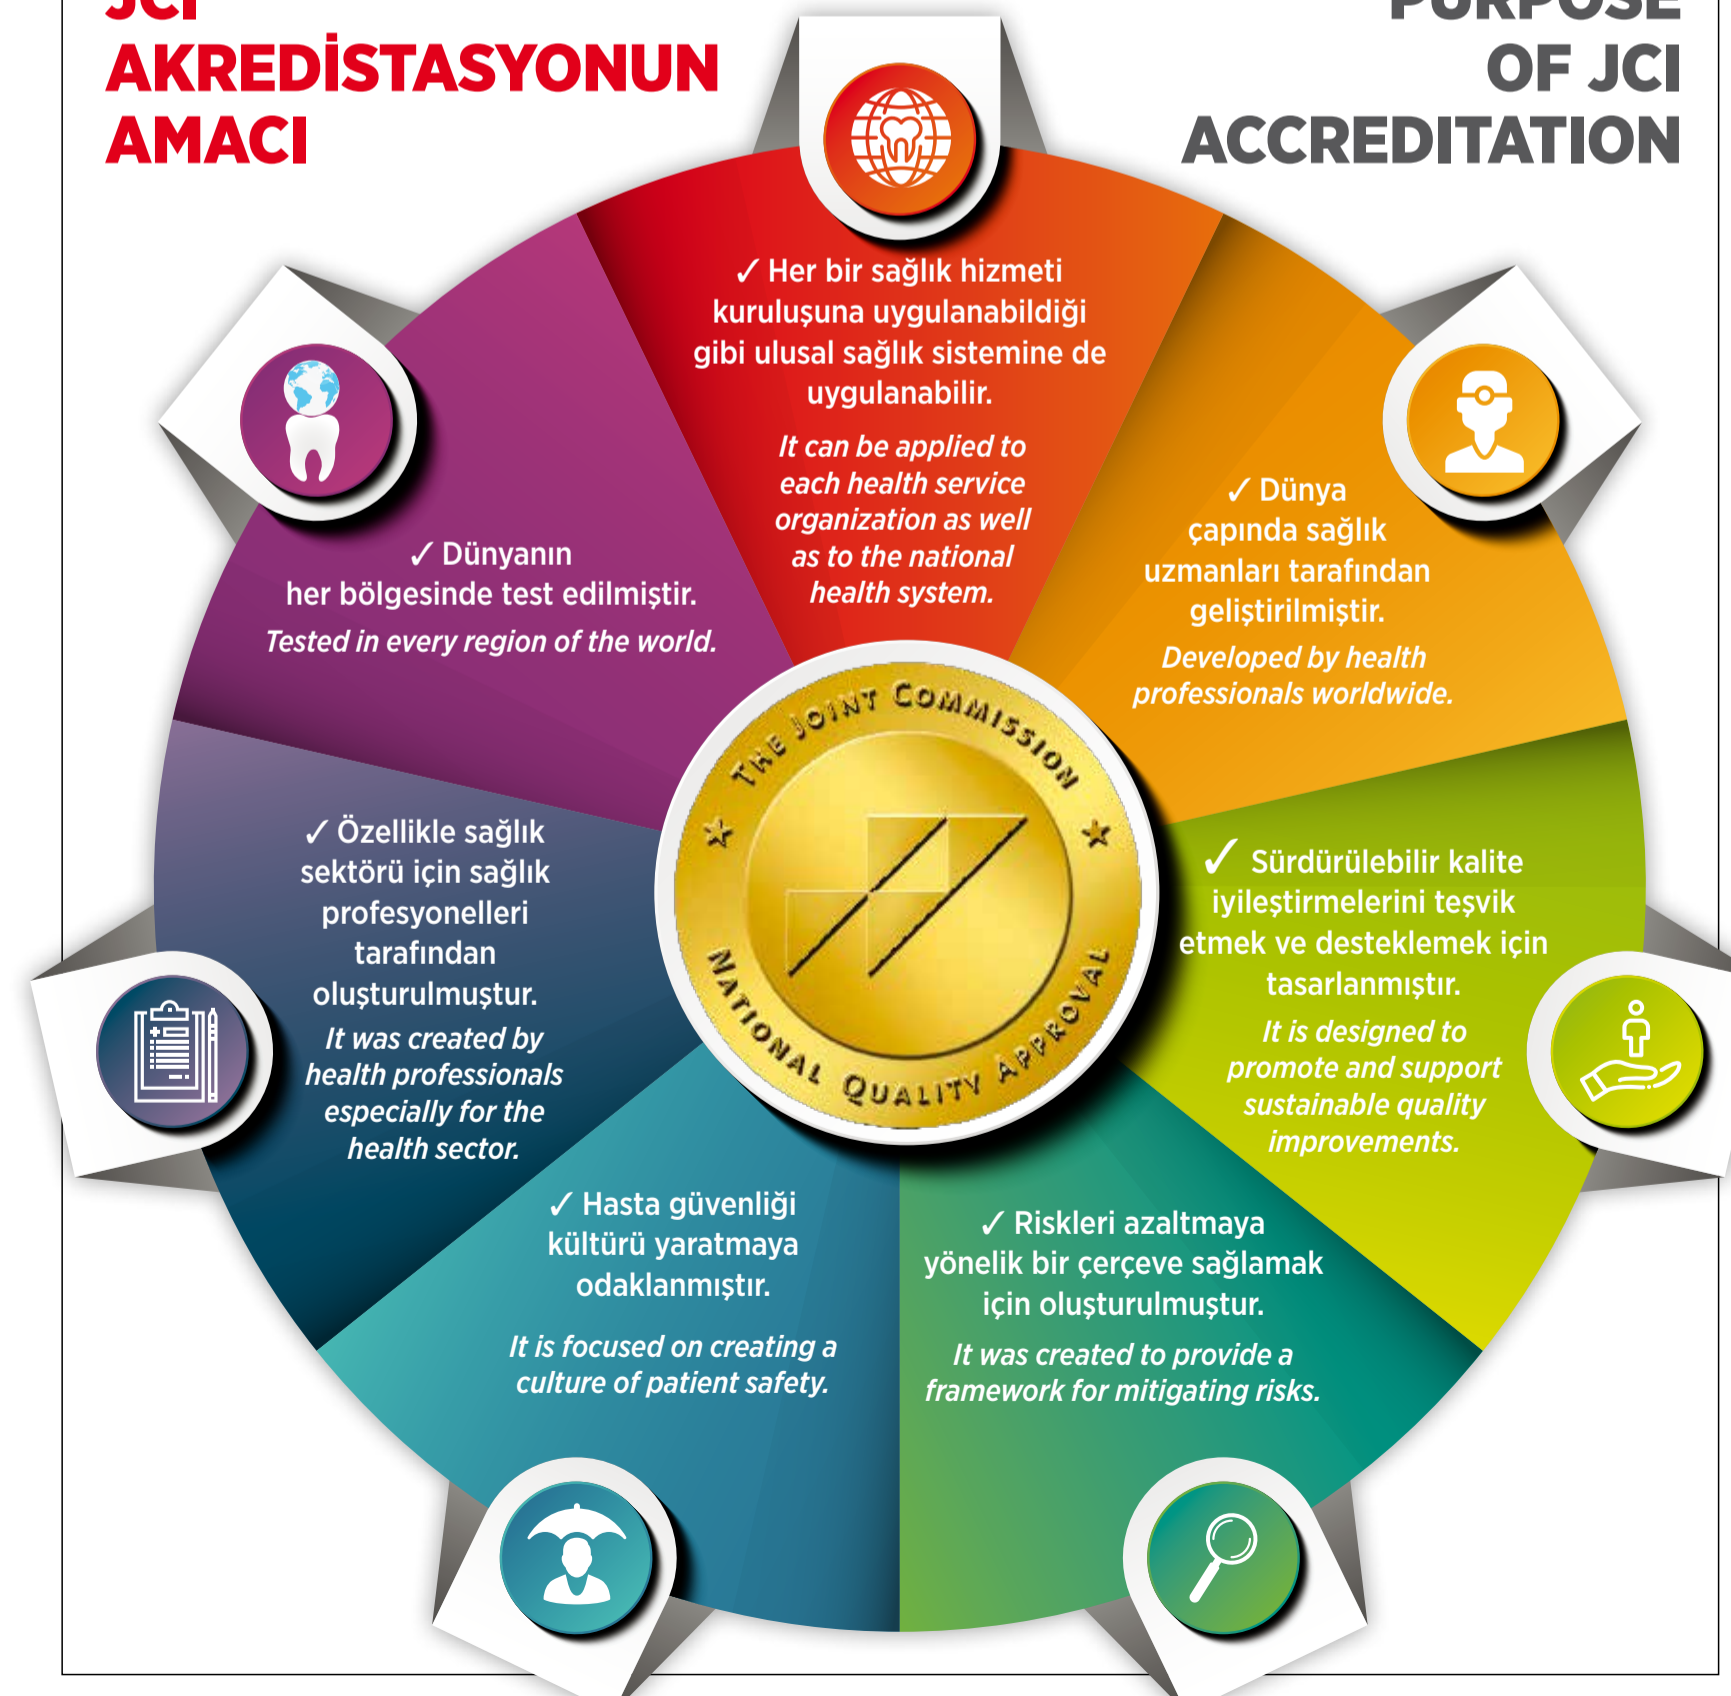 JCI
AKREDİSTASYONUN
AMACI
PURPOSE
OF JCI
ACCREDITATION
✓ Her bir sağlık hizmeti
kuruluşuna uygulanabildiği
gibi ulusal sağlık sistemine de
uygulanabilir.
It can be applied to
each health service
organization as well
as to the national
health system.
✓ Dünya
çapında sağlık
uzmanları tarafından
geliştirilmiştir.
Developed by health
professionals worldwide.
✓ Sürdürülebilir kalite
iyileştirmelerini teşvik
etmek ve desteklemek için
tasarlanmıştır.
It is designed to
promote and support
sustainable quality
improvements.
✓ Riskleri azaltmaya
yönelik bir çerçeve sağlamak
için oluşturulmuştur.
It was created to provide a
framework for mitigating risks.
✓ Hasta güvenliği
kültürü yaratmaya
odaklanmıştır.
It is focused on creating a
culture of patient safety.
✓ Özellikle sağlık
sektörü için sağlık
profesyonelleri
tarafından
oluşturulmuştur.
It was created by
health professionals
especially for the
health sector.
✓ Dünyanın
her bölgesinde test edilmiştir.
Tested in every region of the world.
THE JOINT COMMISSION
NATIONAL QUALITY APPROVAL